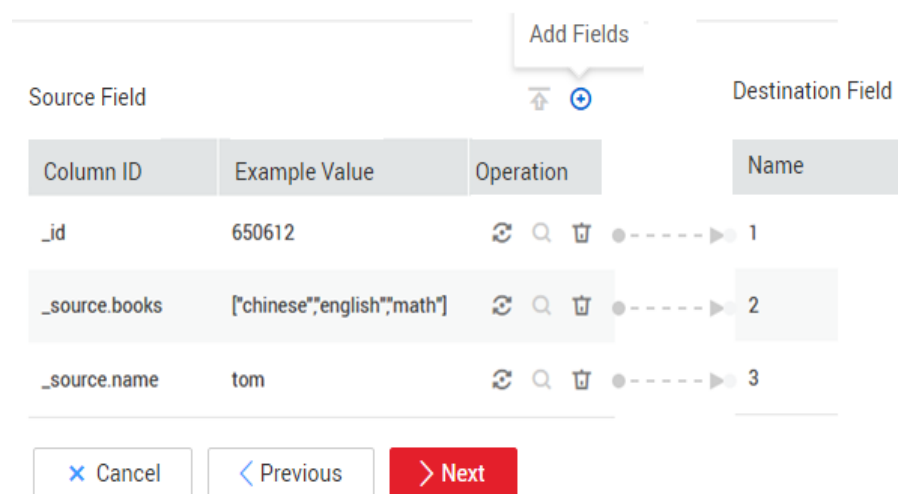 Add Fields
Source Field Destination Field
Column ID Example Value Operation Name
_id 650612 1
_source.books ["chinese","english","math"] 2
_source.name tom 3
Cancel Previous Next